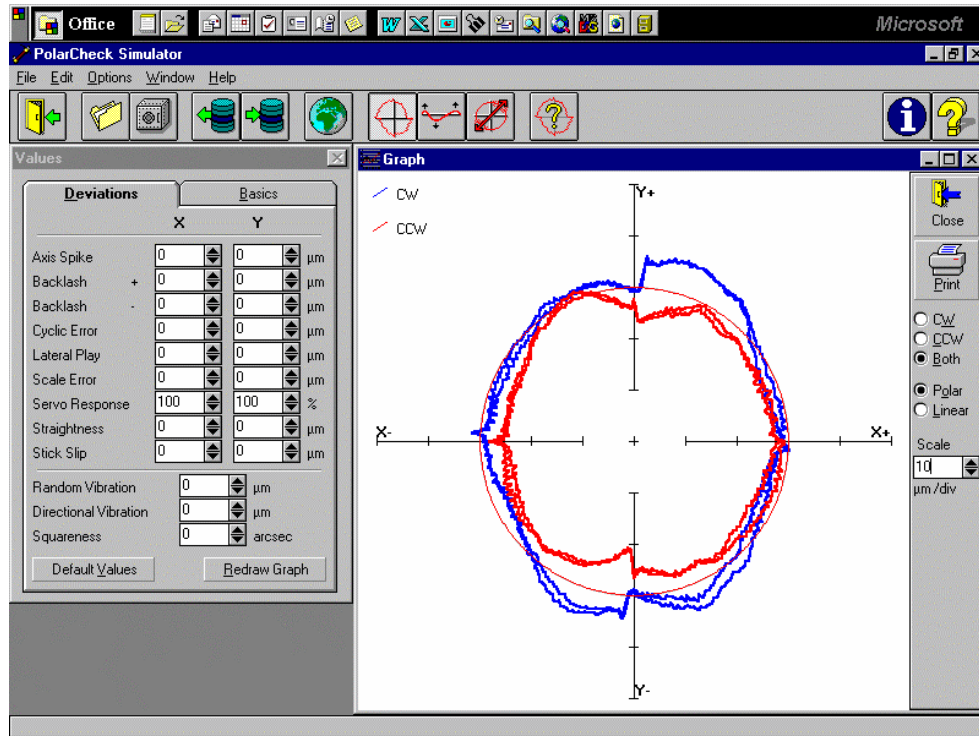 Office Microsoft
PolarCheck Simulator
File Edit Options Window Help
Values
Deviations Basics
X Y
Axis Spike 0 0 µm
Backlash + 0 0 µm
Backlash - 0 0 µm
Cyclic Error 0 0 µm
Lateral Play 0 0 µm
Scale Error 0 0 µm
Servo Response 100 100 %
Straightness 0 0 µm
Stick Slip 0 0 µm
Random Vibration 0 µm
Directional Vibration 0 µm
Squareness 0 arcsec
Default Values Redraw Graph
Graph
CW
CCW
Y+
X- X+
Y-
Close
Print
CW
CCW
Both
Polar
Linear
Scale
10
µm/div